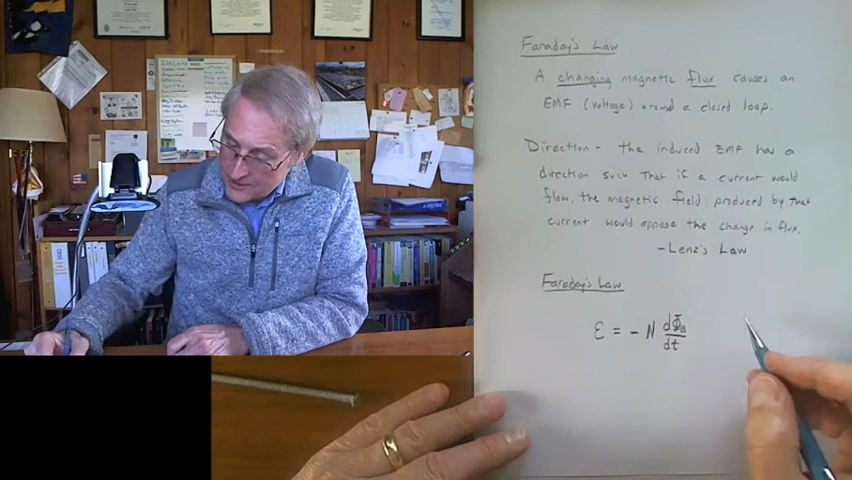 Faraday's Law
A changing magnetic flux causes an
EMF (voltage) around a closed loop.
Direction - the induced EMF has a
direction such that if a current would
flow, the magnetic field produced by that
current would oppose the change in flux.
- Lenz's Law
Faraday's Law
ℰ = - N dΦ_B/dt